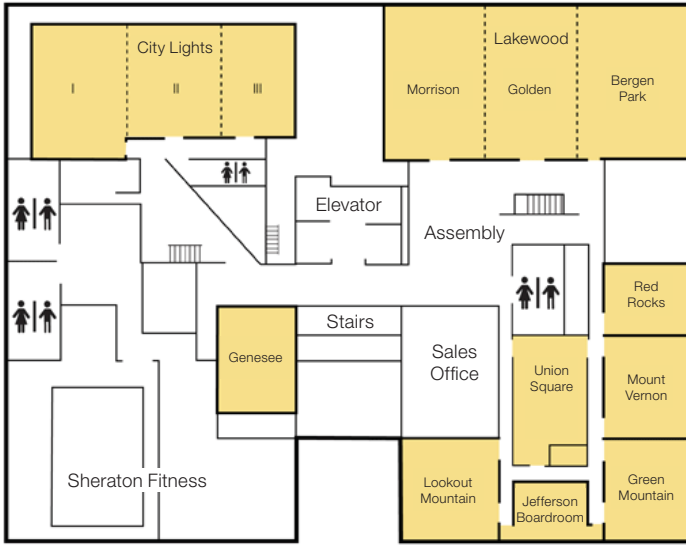 City Lights
I
II
III
Lakewood
Morrison
Golden
Bergen
Park
Elevator
Assembly
Stairs
Sales
Office
Genesee
Red
Rocks
Union
Square
Mount
Vernon
Sheraton Fitness
Lookout
Mountain
Jefferson
Boardroom
Green
Mountain